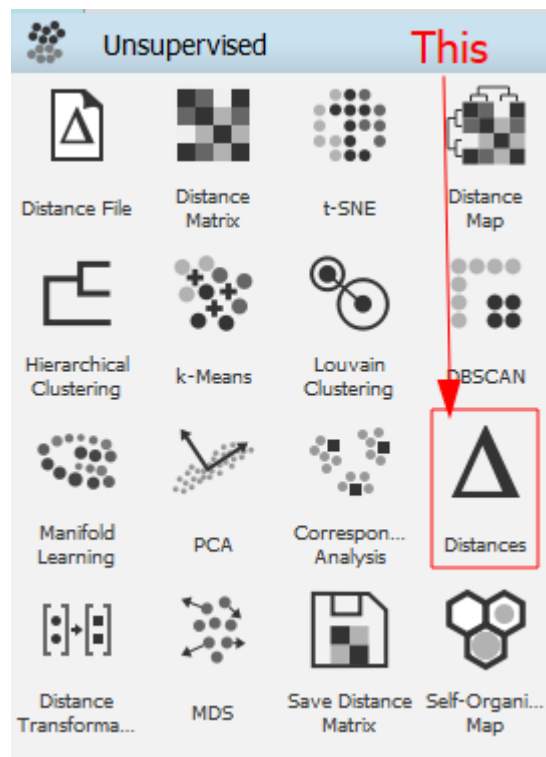 Unsupervised
This
Distance File
Distance
Matrix
t-SNE
Distance
Map
Hierarchical
Clustering
k-Means
Louvain
Clustering
DBSCAN
Manifold
Learning
PCA
Correspon...
Analysis
Distances
Distance
Transforma...
MDS
Save Distance
Matrix
Self-Organi...
Map